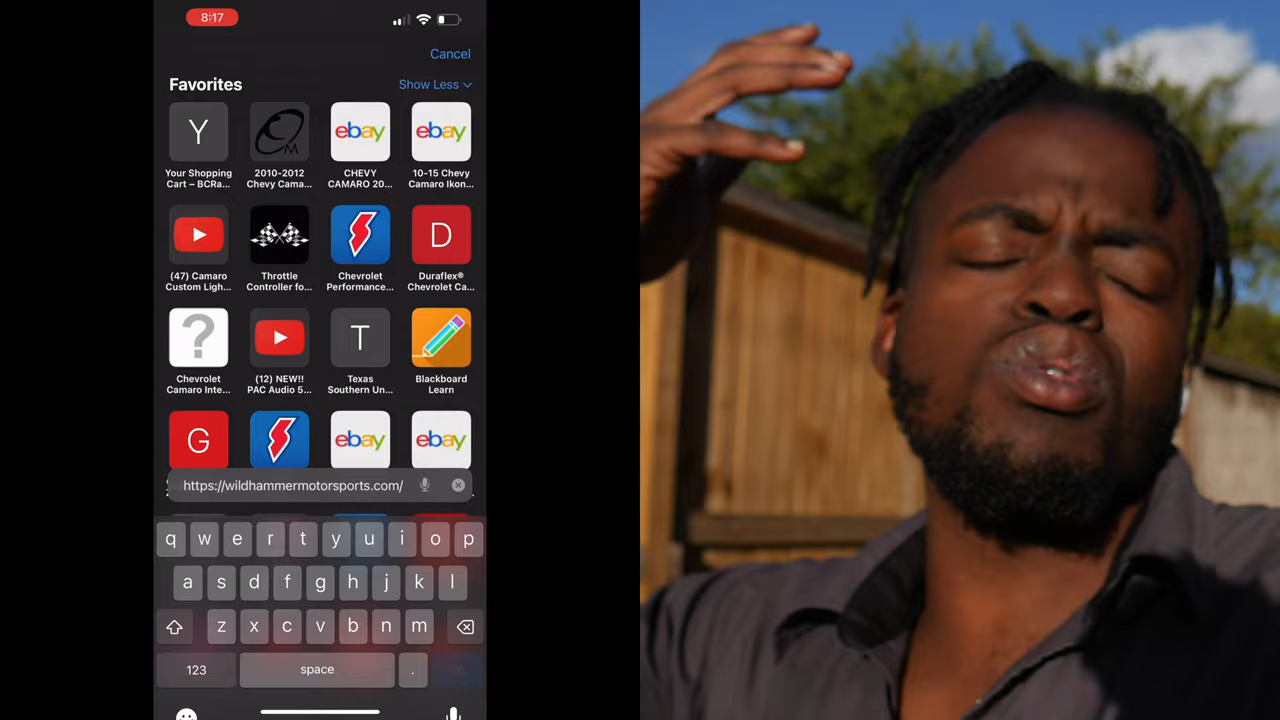 8:17
Cancel
Favorites
Show Less
Y
C
M
ebay
ebay
Your Shopping
Cart – BCRa...
2010-2012
Chevy Cama...
CHEVY
CAMARO 20...
10-15 Chevy
Camaro Ikon...
D
(47) Camaro
Custom Ligh...
Throttle
Controller fo...
Chevrolet
Performance...
Duraflex®
Chevrolet Ca...
?
T
Chevrolet
Camaro Inte...
(12) NEW!!
PAC Audio 5...
Texas
Southern Un...
Blackboard
Learn
G
ebay
ebay
https://wildhammermotorsports.com/
q w e r t y u i o p
a s d f g h j k l
z x c v b n m
123
space
.